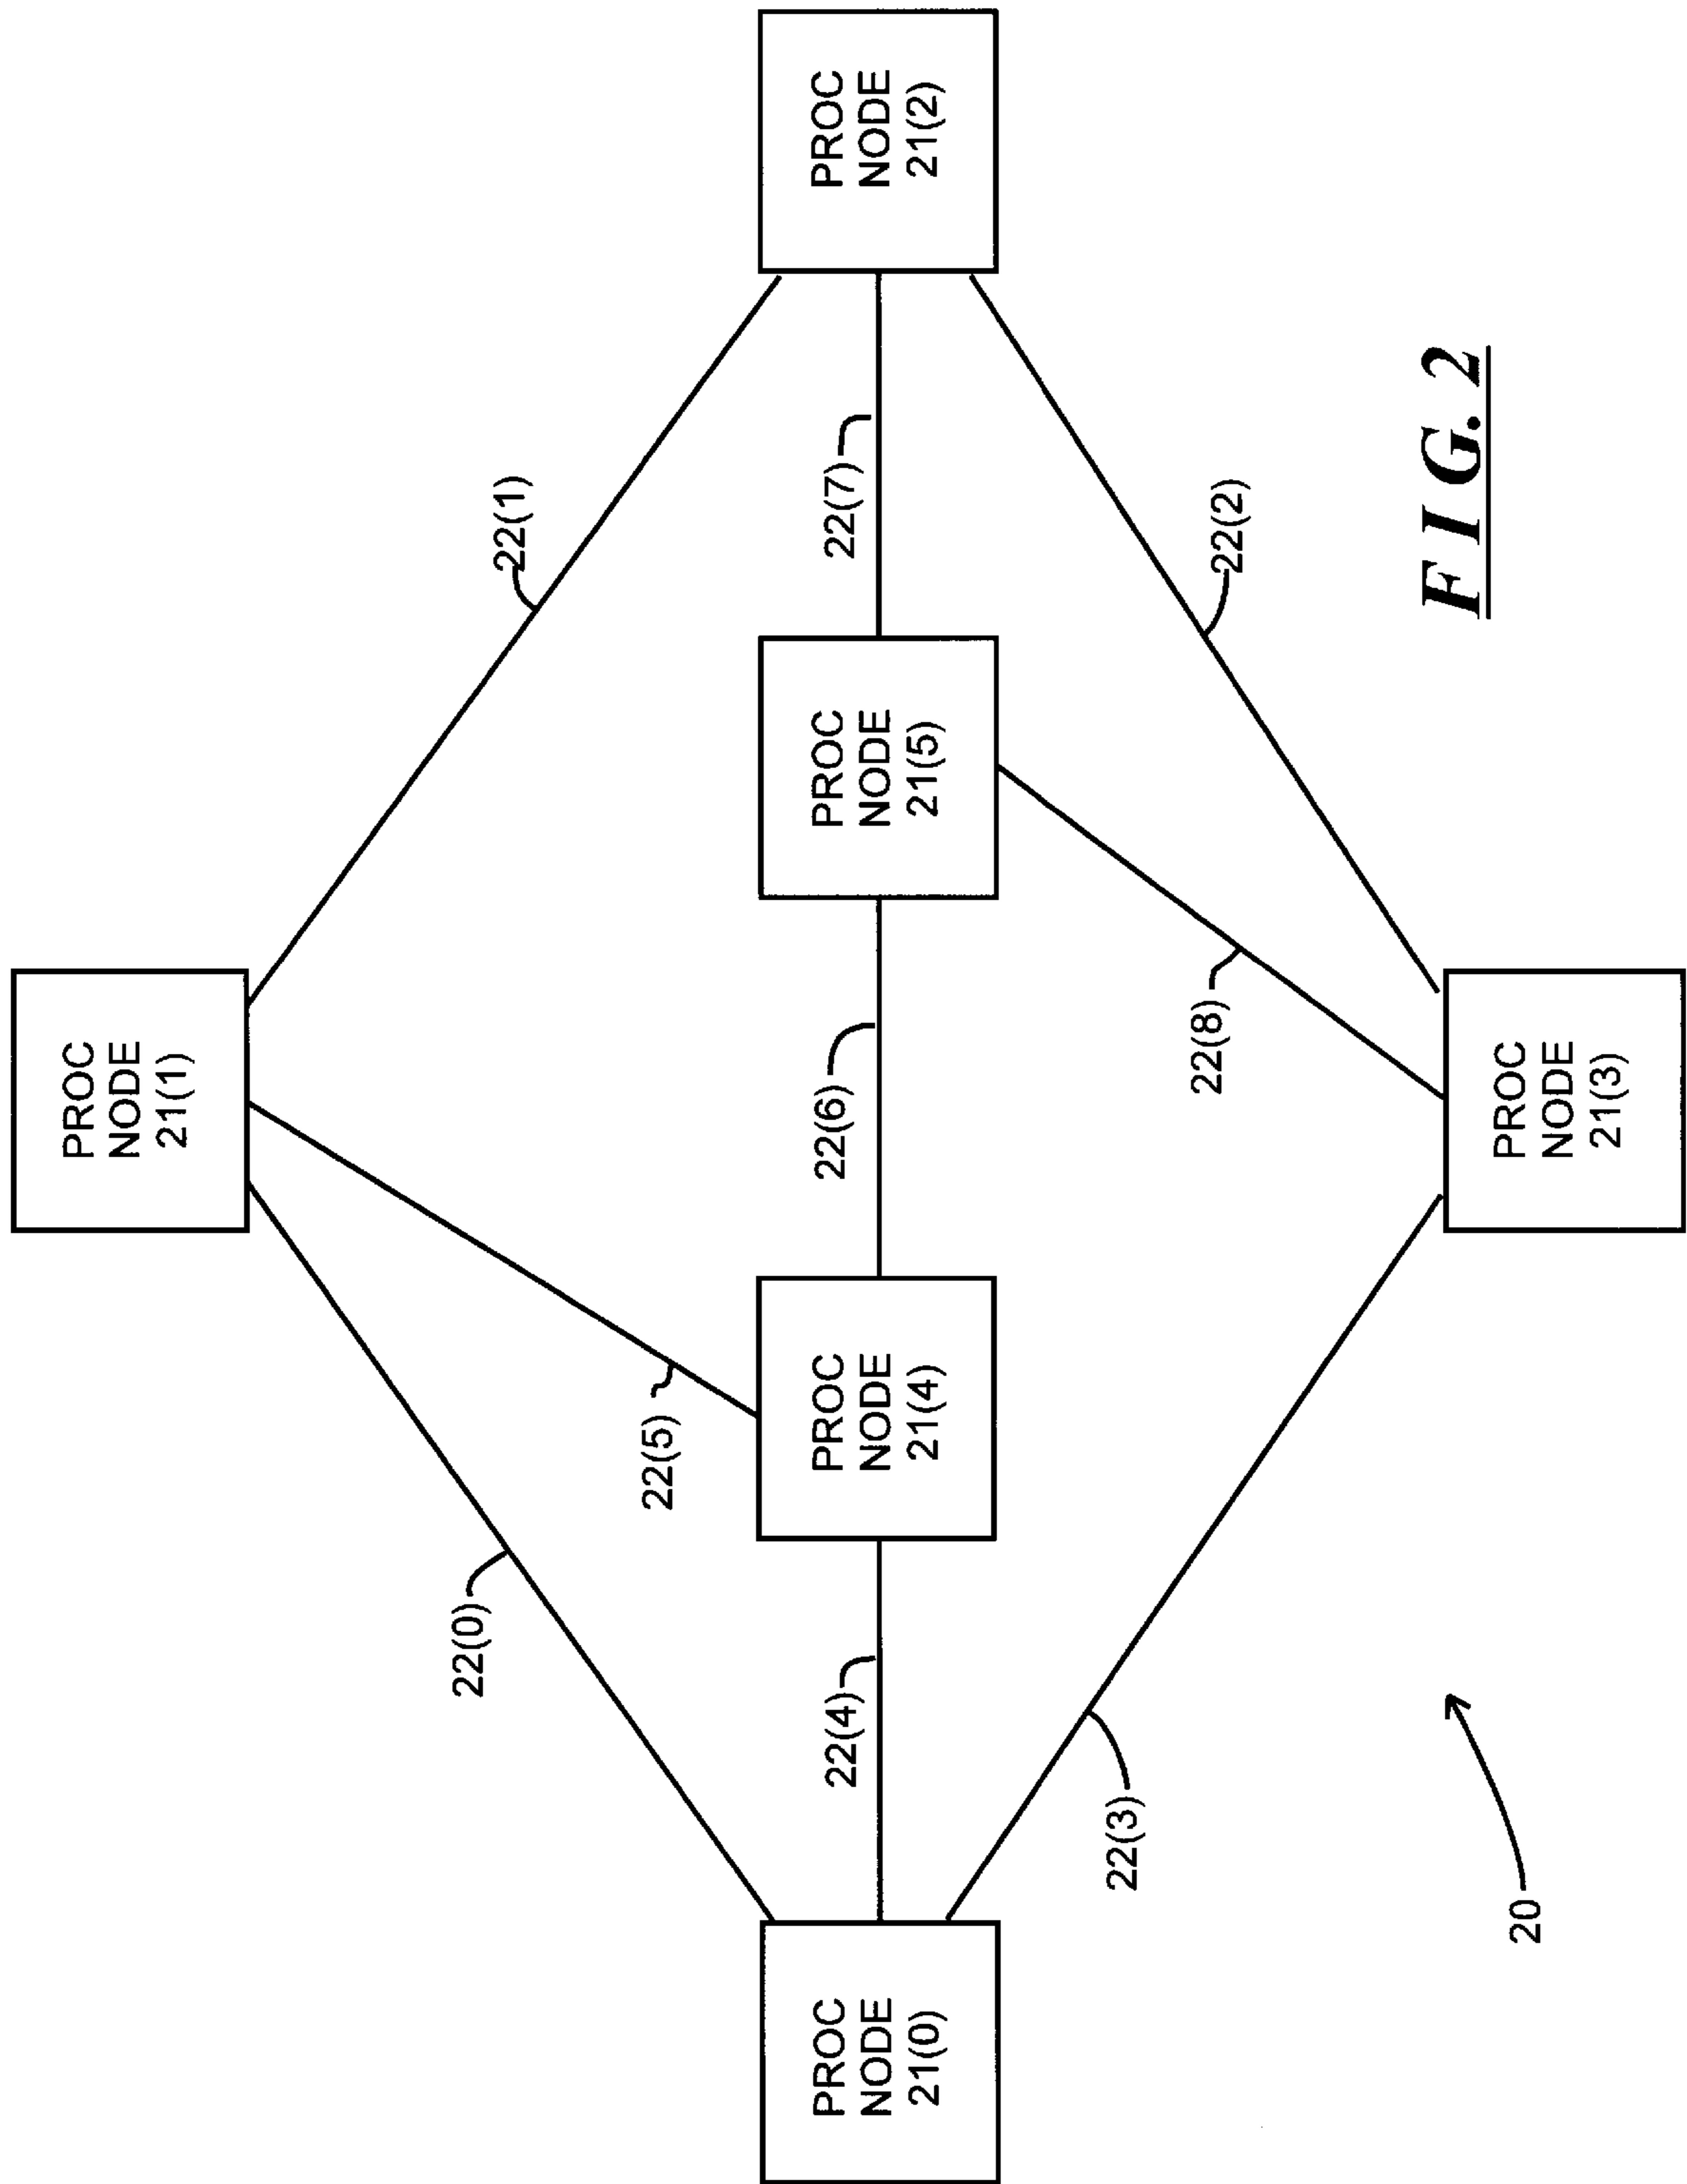 PROC
NODE
21(1)
22(0)
22(1)
22(5)
PROC
NODE
21(0)
22(4)
PROC
NODE
21(4)
22(6)
PROC
NODE
21(5)
22(7)
PROC
NODE
21(2)
22(3)
22(8)
22(2)
20
PROC
NODE
21(3)
FIG. 2